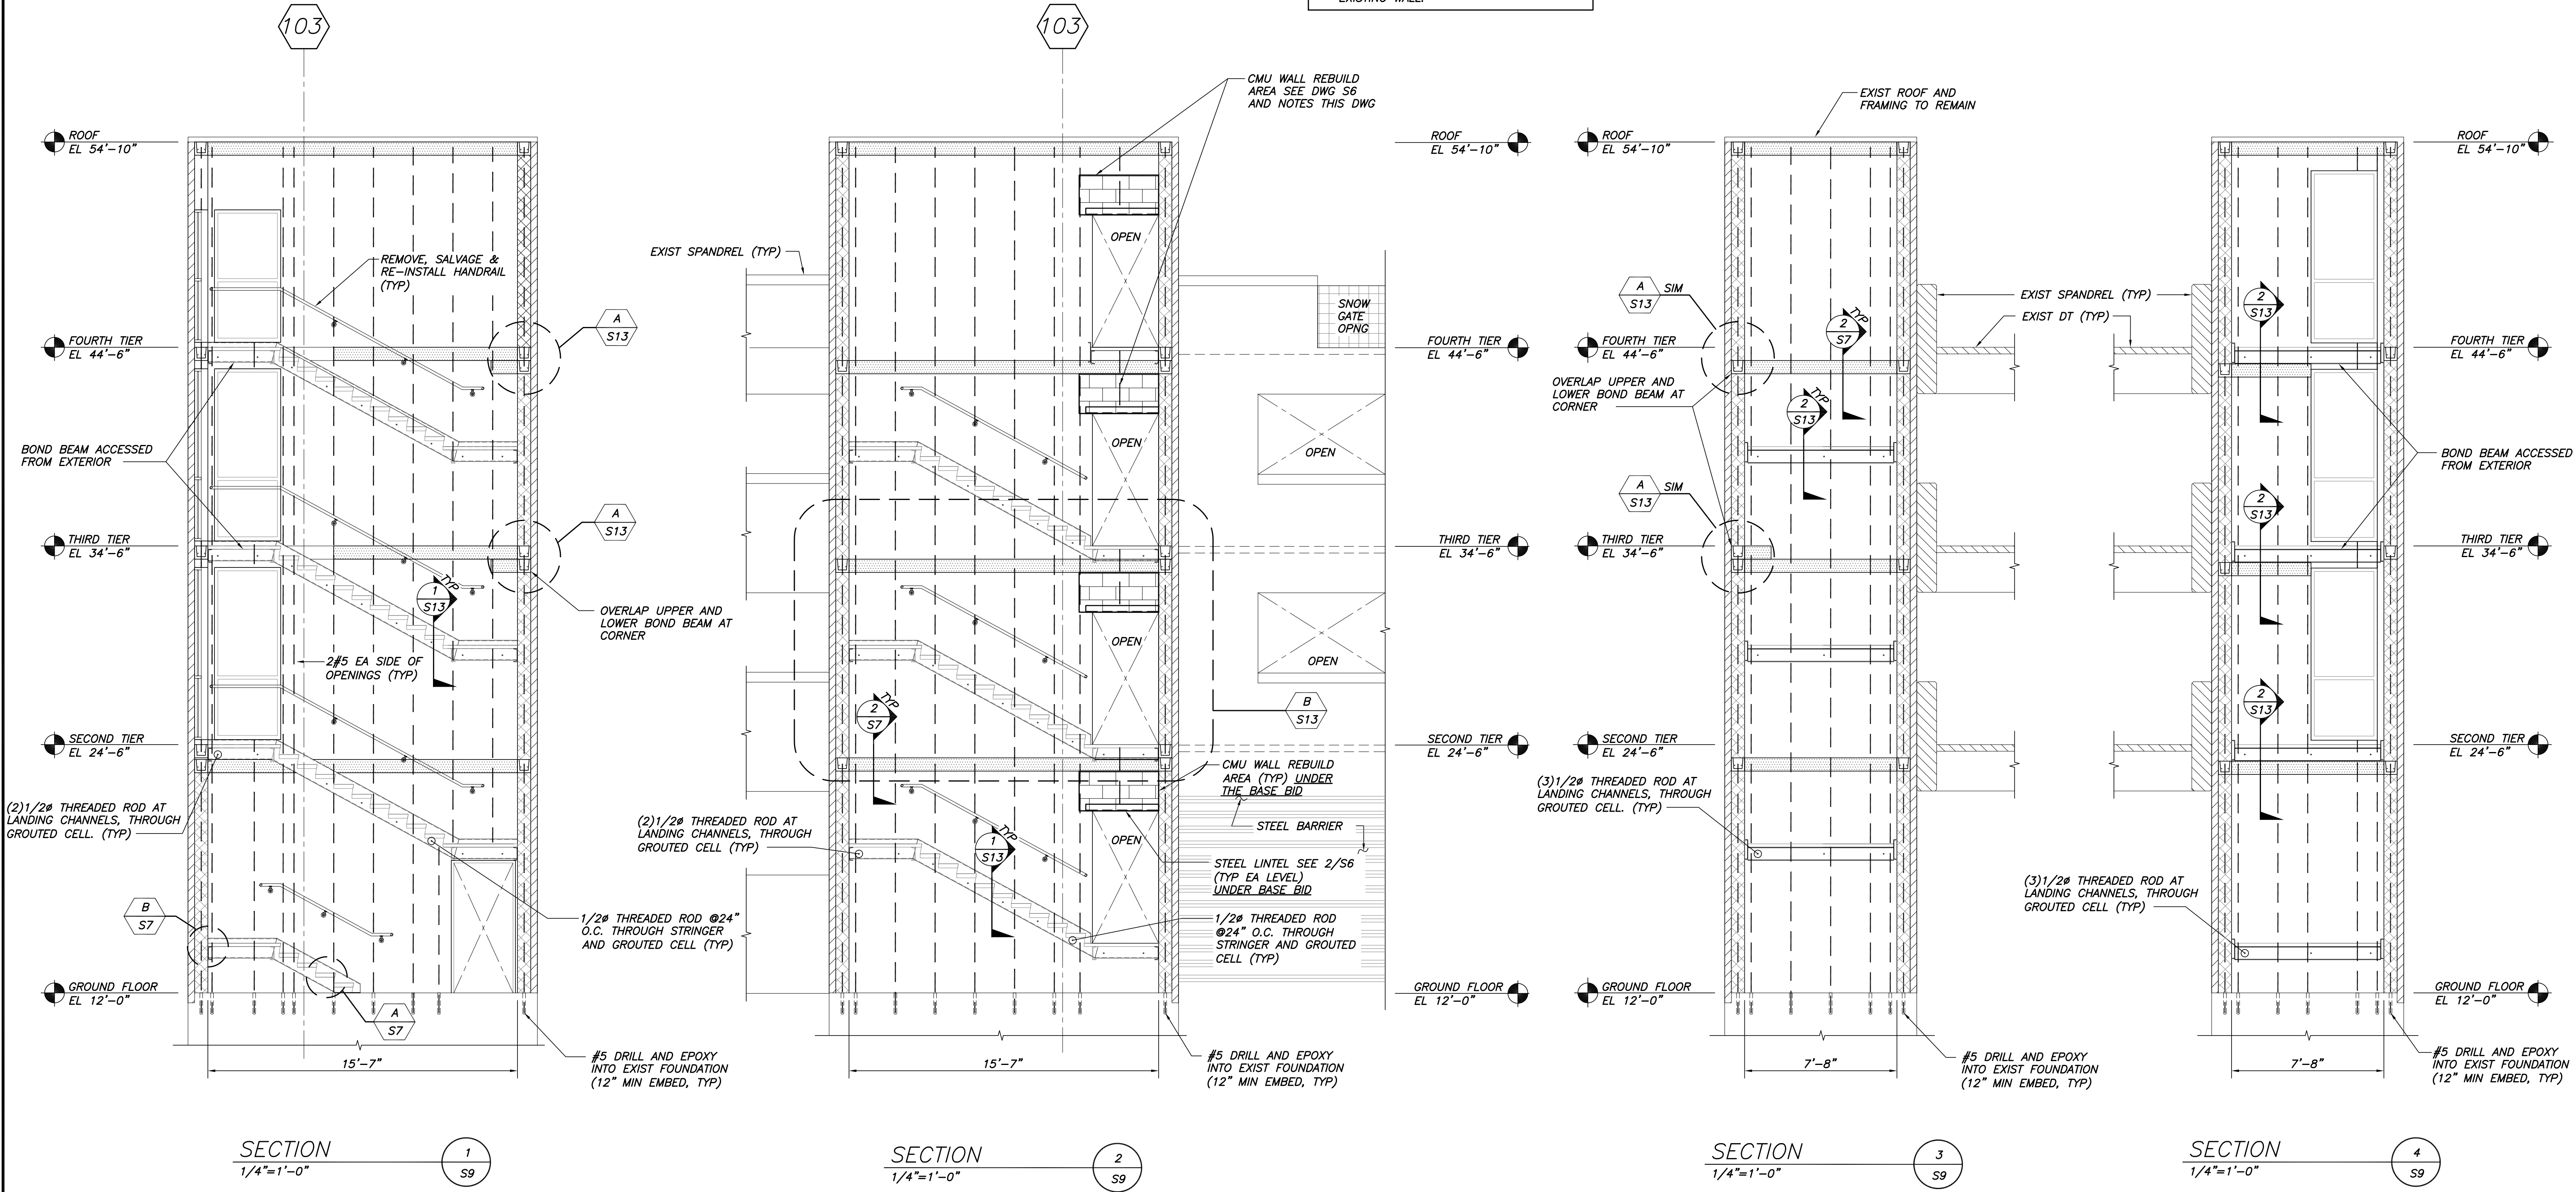 EXISTING WALL.
103
ROOF
EL 54'-10"
REMOVE, SALVAGE &
RE-INSTALL HANDRAIL
(TYP)
A
S13
FOURTH TIER
EL 44'-6"
BOND BEAM ACCESSED
FROM EXTERIOR
A
S13
THIRD TIER
EL 34'-6"
TYP
1
S13
OVERLAP UPPER AND
LOWER BOND BEAM AT
CORNER
2#5 EA SIDE OF
OPENINGS (TYP)
SECOND TIER
EL 24'-6"
(2)1/2ø THREADED ROD AT
LANDING CHANNELS, THROUGH
GROUTED CELL. (TYP)
B
S7
1/2ø THREADED ROD @24"
O.C. THROUGH STRINGER
AND GROUTED CELL (TYP)
GROUND FLOOR
EL 12'-0"
A
S7
15'-7"
#5 DRILL AND EPOXY
INTO EXIST FOUNDATION
(12" MIN EMBED, TYP)
SECTION
1/4"=1'-0"
1
S9
103
CMU WALL REBUILD
AREA SEE DWG S6
AND NOTES THIS DWG
ROOF
EL 54'-10"
EXIST SPANDREL (TYP)
OPEN
SNOW
GATE
OPNG
FOURTH TIER
EL 44'-6"
OPEN
OPEN
THIRD TIER
EL 34'-6"
OPEN
OPEN
B
S13
TYP
2
S7
SECOND TIER
EL 24'-6"
CMU WALL REBUILD
AREA (TYP) UNDER
THE BASE BID
(2)1/2ø THREADED ROD AT
LANDING CHANNELS, THROUGH
GROUTED CELL (TYP)
STEEL BARRIER
TYP
1
S13
OPEN
STEEL LINTEL SEE 2/S6
(TYP EA LEVEL)
UNDER BASE BID
1/2ø THREADED ROD
@24" O.C. THROUGH
STRINGER AND GROUTED
CELL (TYP)
GROUND FLOOR
EL 12'-0"
15'-7"
#5 DRILL AND EPOXY
INTO EXIST FOUNDATION
(12" MIN EMBED, TYP)
SECTION
1/4"=1'-0"
2
S9
EXIST ROOF AND
FRAMING TO REMAIN
ROOF
EL 54'-10"
A
S13
SIM
TYP
2
S7
EXIST SPANDREL (TYP)
EXIST DT (TYP)
FOURTH TIER
EL 44'-6"
OVERLAP UPPER AND
LOWER BOND BEAM AT
CORNER
TYP
2
S13
A
S13
SIM
THIRD TIER
EL 34'-6"
SECOND TIER
EL 24'-6"
(3)1/2ø THREADED ROD AT
LANDING CHANNELS, THROUGH
GROUTED CELL. (TYP)
GROUND FLOOR
EL 12'-0"
7'-8"
#5 DRILL AND EPOXY
INTO EXIST FOUNDATION
(12" MIN EMBED, TYP)
SECTION
1/4"=1'-0"
3
S9
ROOF
EL 54'-10"
2
S13
FOURTH TIER
EL 44'-6"
BOND BEAM ACCESSED
FROM EXTERIOR
2
S13
THIRD TIER
EL 34'-6"
2
S13
SECOND TIER
EL 24'-6"
(3)1/2ø THREADED ROD AT
LANDING CHANNELS, THROUGH
GROUTED CELL (TYP)
GROUND FLOOR
EL 12'-0"
7'-8"
#5 DRILL AND EPOXY
INTO EXIST FOUNDATION
(12" MIN EMBED, TYP)
SECTION
1/4"=1'-0"
4
S9